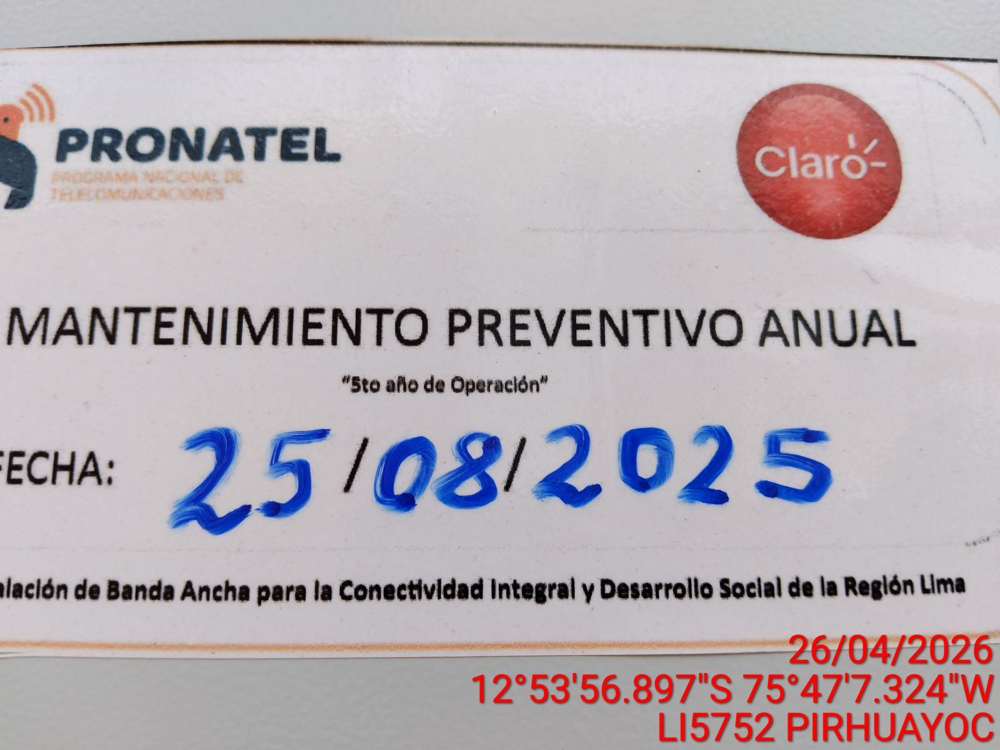 PRONATEL
PROGRAMA NACIONAL DE
TELECOMUNICACIONES
Claro
MANTENIMIENTO PREVENTIVO ANUAL
"5to año de Operación"
FECHA: 25/08/2025
alación de Banda Ancha para la Conectividad Integral y Desarrollo Social de la Región Lima
26/04/2026
12°53'56.897"S 75°47'7.324"W
LI5752 PIRHUAYOC